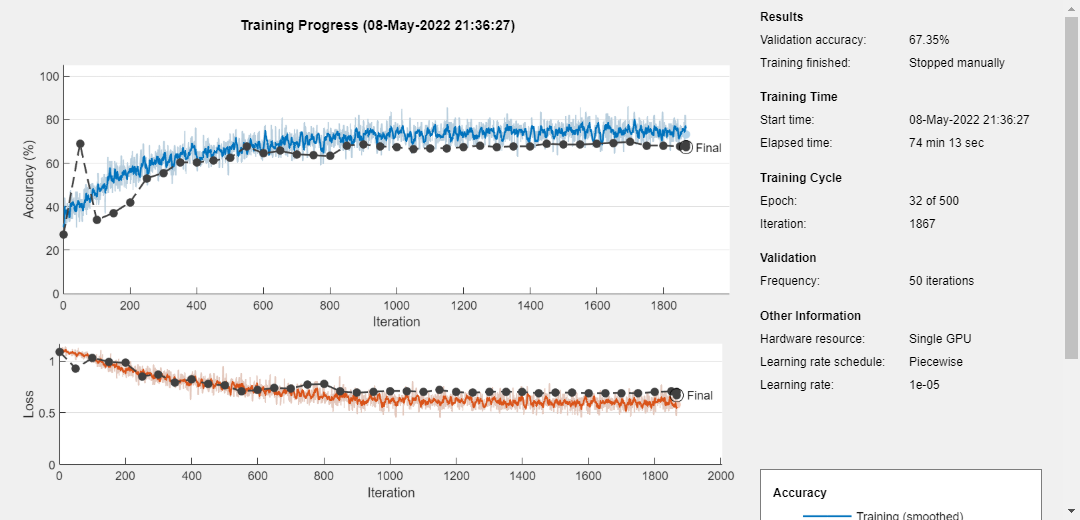 Training Progress (08-May-2022 21:36:27)
100
80
60
40
20
0
Accuracy (%)
Final
0 200 400 600 800 1000 1200 1400 1600 1800
Iteration
1
0.5
0
Loss
Final
0 200 400 600 800 1000 1200 1400 1600 1800 2000
Iteration
Results
Validation accuracy: 67.35%
Training finished: Stopped manually
Training Time
Start time: 08-May-2022 21:36:27
Elapsed time: 74 min 13 sec
Training Cycle
Epoch: 32 of 500
Iteration: 1867
Validation
Frequency: 50 iterations
Other Information
Hardware resource: Single GPU
Learning rate schedule: Piecewise
Learning rate: 1e-05
Accuracy
Training (smoothed)